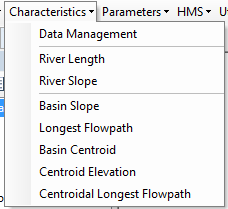 Characteristics Parameters HMS
Data Management
River Length
River Slope
Basin Slope
Longest Flowpath
Basin Centroid
Centroid Elevation
Centroidal Longest Flowpath